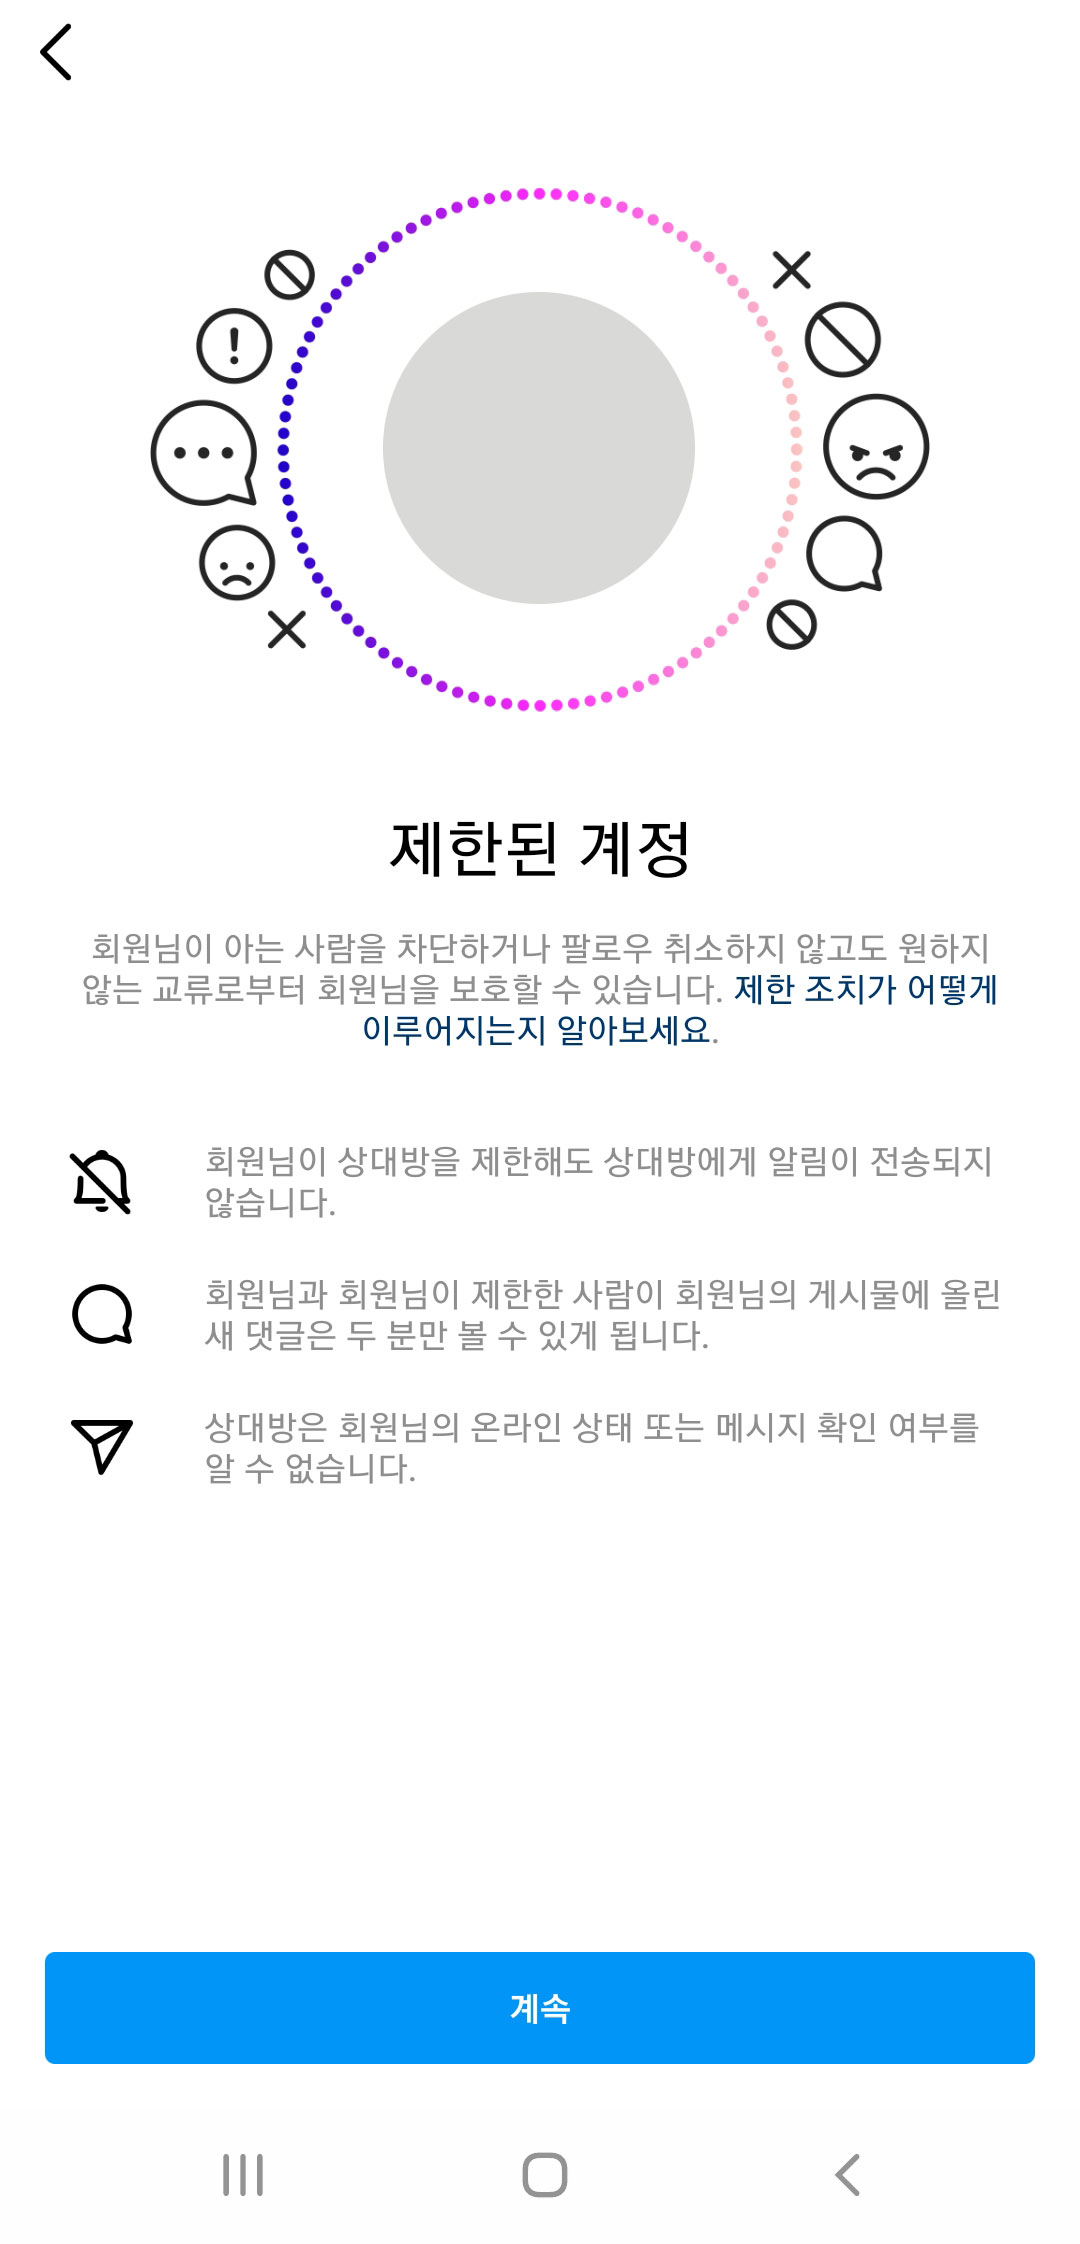 제한된 계정
회원님이 아는 사람을 차단하거나 팔로우 취소하지 않고도 원하지
않는 교류로부터 회원님을 보호할 수 있습니다. 제한 조치가 어떻게
이루어지는지 알아보세요.
회원님이 상대방을 제한해도 상대방에게 알림이 전송되지
않습니다.
회원님과 회원님이 제한한 사람이 회원님의 게시물에 올린
새 댓글은 두 분만 볼 수 있게 됩니다.
상대방은 회원님의 온라인 상태 또는 메시지 확인 여부를
알 수 없습니다.
계속